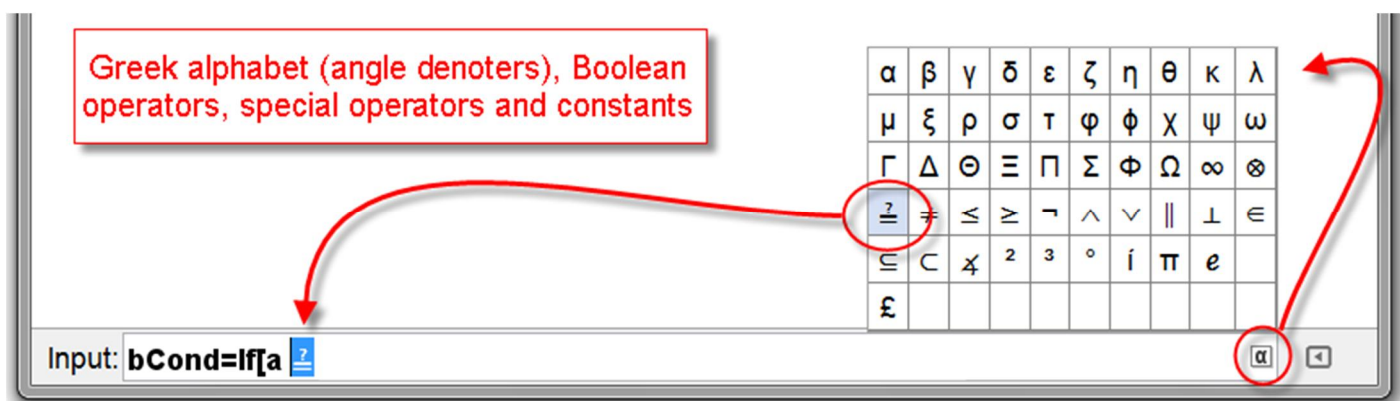 Greek alphabet (angle denoters), Boolean
operators, special operators and constants
α β γ δ ε ζ η θ κ λ
μ ξ ρ σ τ φ ϕ χ ψ ω
Γ Δ Θ Ξ Π Σ Φ Ω ∞ ⊗
≟ ≠ ≤ ≥ ¬ ∧ ∨ ∥ ⊥ ∈
⊆ ⊂ ∡ ² ³ ° í π e
£
Input: bCond=If[a ≟
α